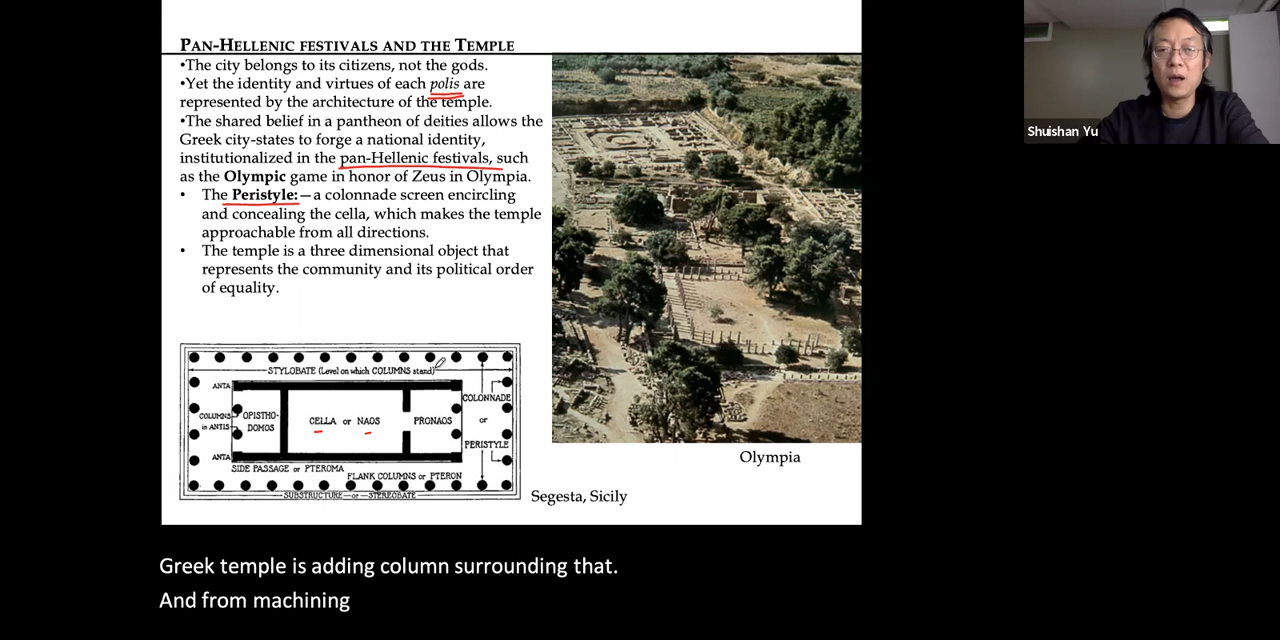 PAN-HELLENIC FESTIVALS AND THE TEMPLE
•The city belongs to its citizens, not the gods.
•Yet the identity and virtues of each polis are
represented by the architecture of the temple.
•The shared belief in a pantheon of deities allows the
Greek city-states to forge a national identity,
institutionalized in the pan-Hellenic festivals, such
as the Olympic game in honor of Zeus in Olympia.
• The Peristyle:—a colonnade screen encircling
and concealing the cella, which makes the temple
approachable from all directions.
• The temple is a three dimensional object that
represents the community and its political order
of equality.
STYLOBATE (Level on which COLUMNS stand)
ANTA
COLONNADE
COLUMNS
in ANTIS
OPISTHO-
DOMOS
CELLA or NAOS
PRONAOS
or
PERISTYLE
ANTA
SIDE PASSAGE or PTEROMA
FLANK COLUMNS or PTERON
SUBSTRUCTURE—or—STEREOBATE
Segesta, Sicily
Olympia
Shuishan Yu
Greek temple is adding column surrounding that.
And from machining